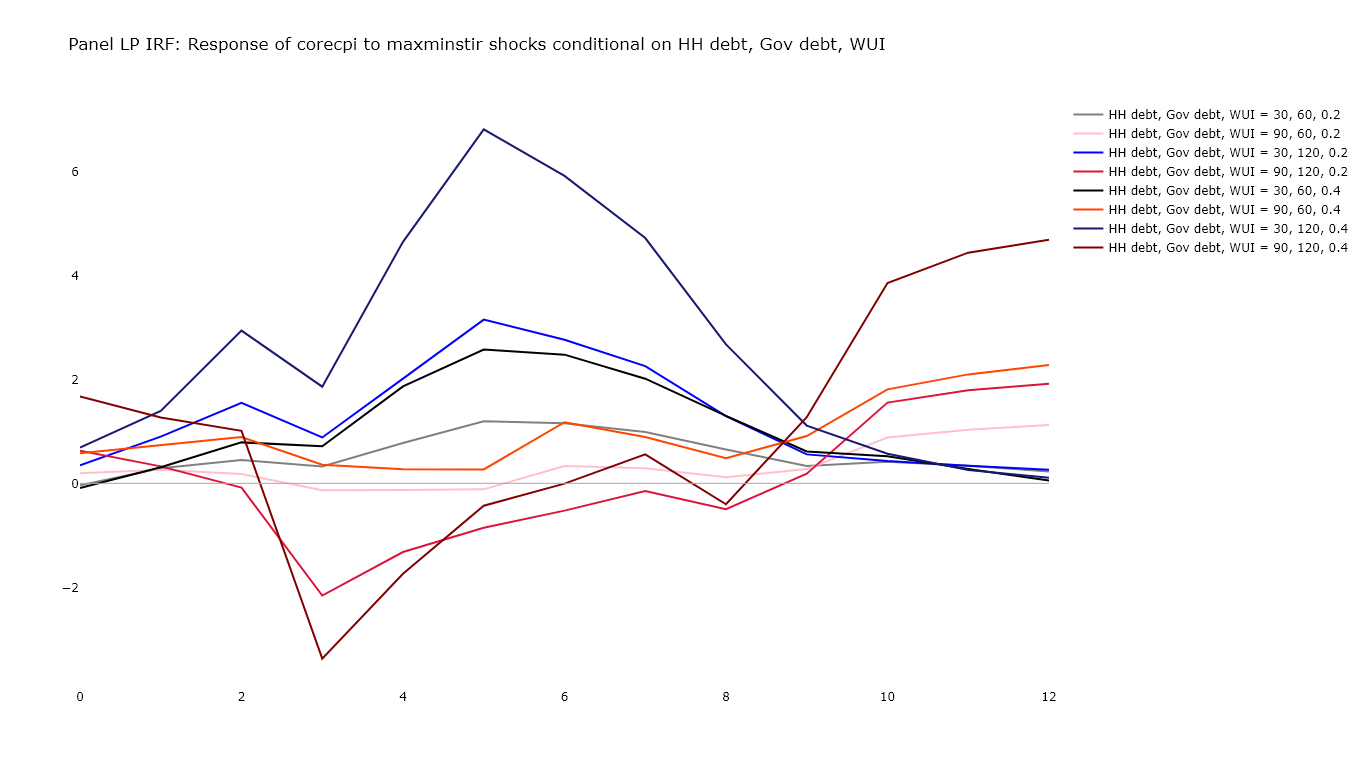 Panel LP IRF: Response of corecpi to maxminstir shocks conditional on HH debt, Gov debt, WUI
HH debt, Gov debt, WUI = 30, 60, 0.2
HH debt, Gov debt, WUI = 90, 60, 0.2
HH debt, Gov debt, WUI = 30, 120, 0.2
HH debt, Gov debt, WUI = 90, 120, 0.2
HH debt, Gov debt, WUI = 30, 60, 0.4
HH debt, Gov debt, WUI = 90, 60, 0.4
HH debt, Gov debt, WUI = 30, 120, 0.4
HH debt, Gov debt, WUI = 90, 120, 0.4
6
4
2
0
−2
0 2 4 6 8 10 12